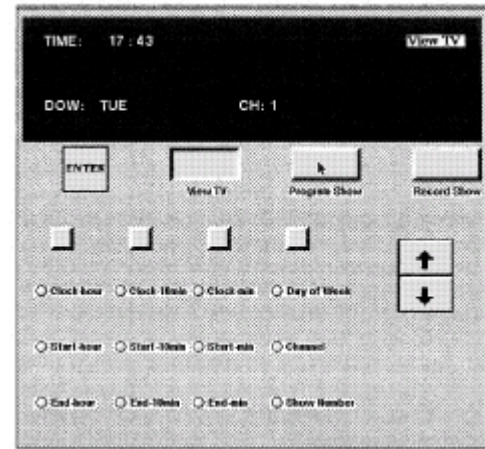 TIME: 17 : 43 View TV
DOW: TUE CH: 1
ENTER
View TV Program Show Record Show
Clock-hour Clock-10min Clock-min Day of Week
Start-hour Start-10min Start-min Channel
End-hour End-10min End-min Show Number